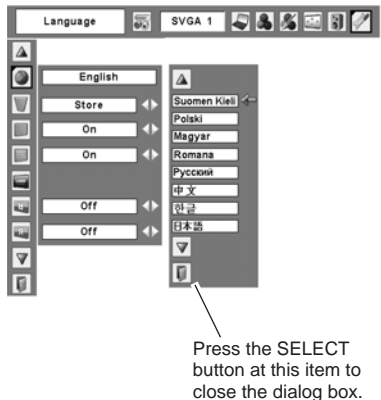 Language
SVGA 1
English
Store
On
On
Off
Off
Suomen Kieli
Polski
Magyar
Romana
Русский
中文
한글
日本語
Press the SELECT
button at this item to
close the dialog box.